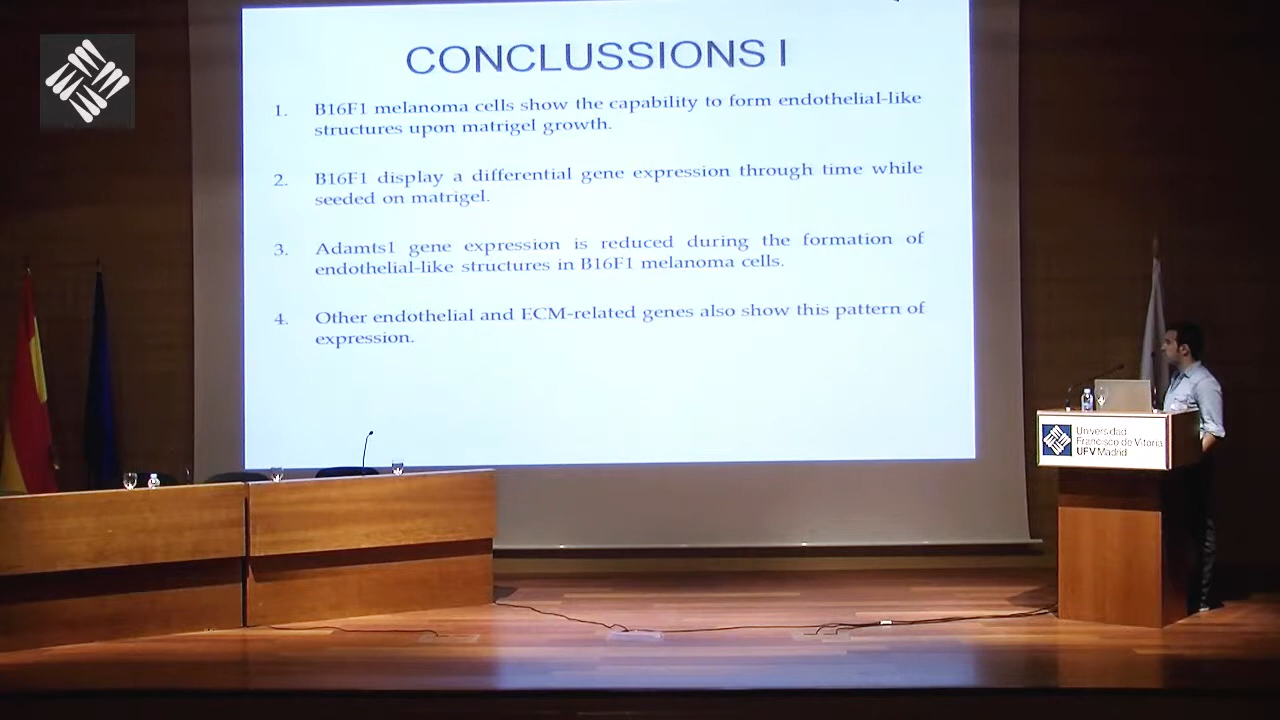 CONCLUSSIONS I
1. B16F1 melanoma cells show the capability to form endothelial-like
structures upon matrigel growth.
2. B16F1 display a differential gene expression through time while
seeded on matrigel.
3. Adamts1 gene expression is reduced during the formation of
endothelial-like structures in B16F1 melanoma cells.
4. Other endothelial and ECM-related genes also show this pattern of
expression.
Universidad
Francisco de Vitoria
UFV Madrid